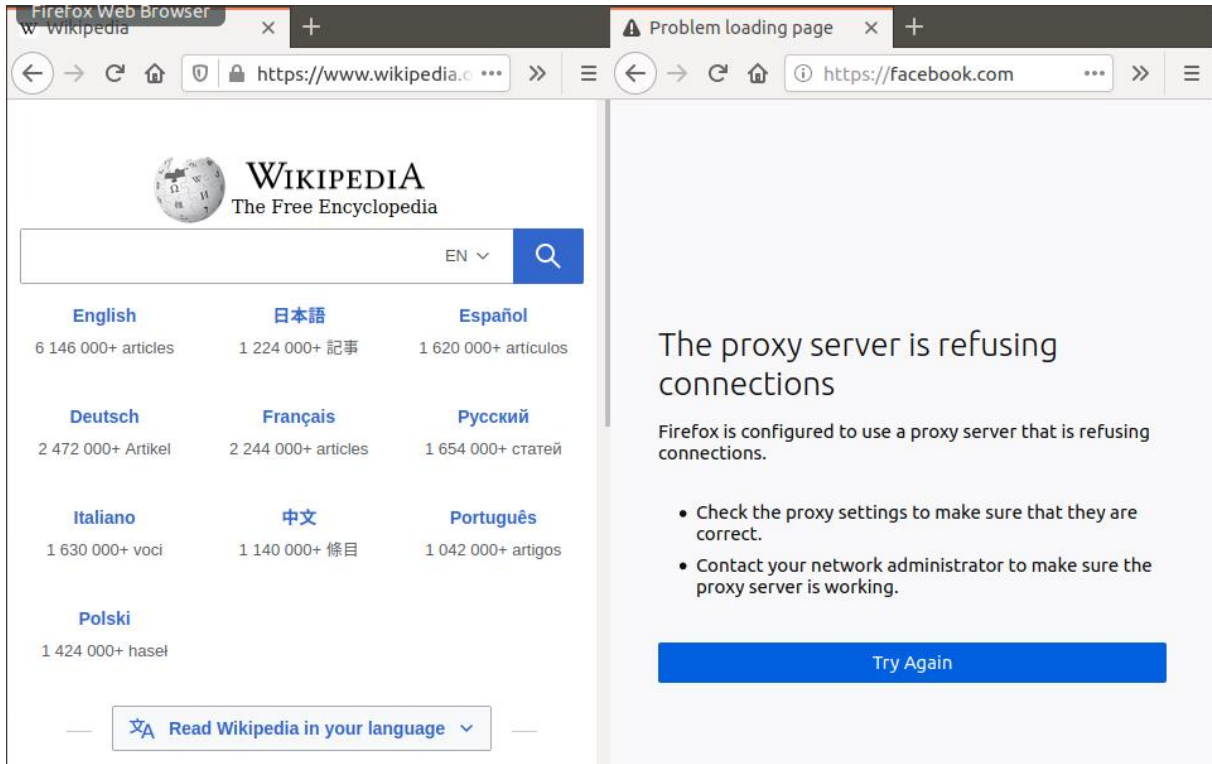 Firefox Web Browser
Wikipedia
https://www.wikipedia.o
WIKIPEDIA
The Free Encyclopedia
EN
English
6 146 000+ articles
日本語
1 224 000+ 記事
Español
1 620 000+ artículos
Deutsch
2 472 000+ Artikel
Français
2 244 000+ articles
Русский
1 654 000+ статей
Italiano
1 630 000+ voci
中文
1 140 000+ 條目
Português
1 042 000+ artigos
Polski
1 424 000+ haseł
Read Wikipedia in your language
Problem loading page
https://facebook.com
The proxy server is refusing
connections
Firefox is configured to use a proxy server that is refusing
connections.
• Check the proxy settings to make sure that they are
correct.
• Contact your network administrator to make sure the
proxy server is working.
Try Again